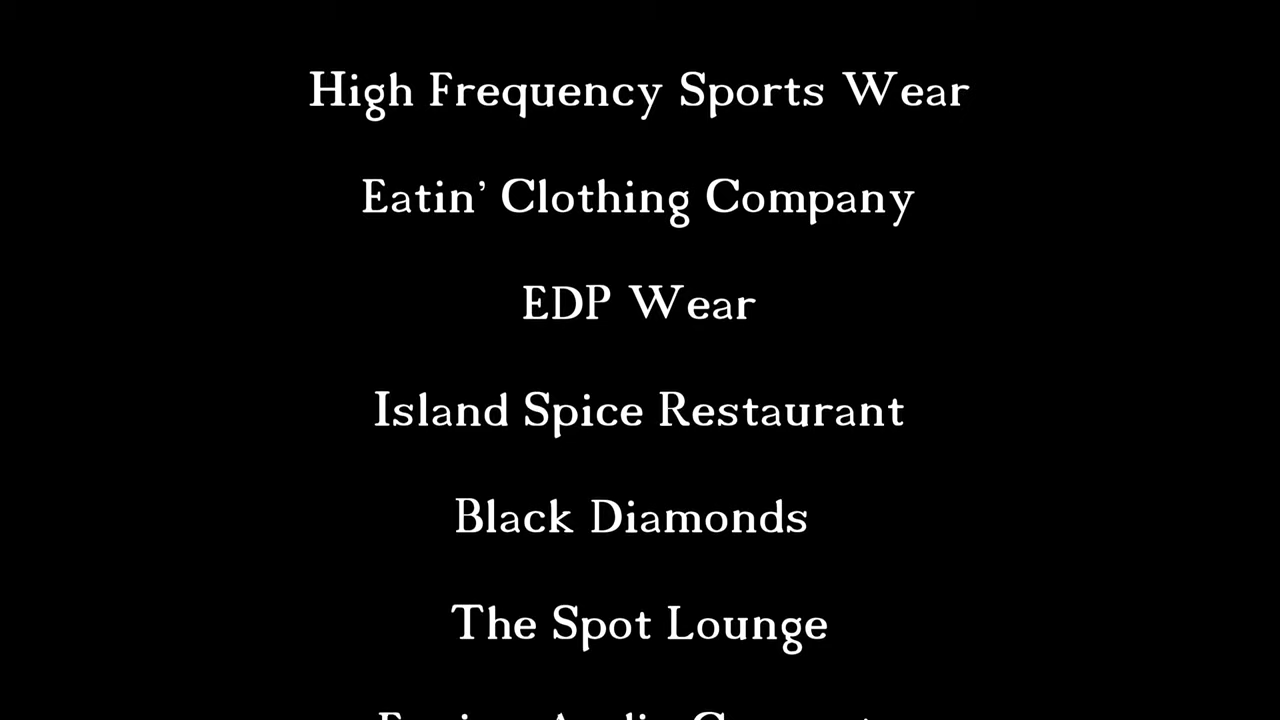 High Frequency Sports Wear
Eatin’ Clothing Company
EDP Wear
Island Spice Restaurant
Black Diamonds
The Spot Lounge